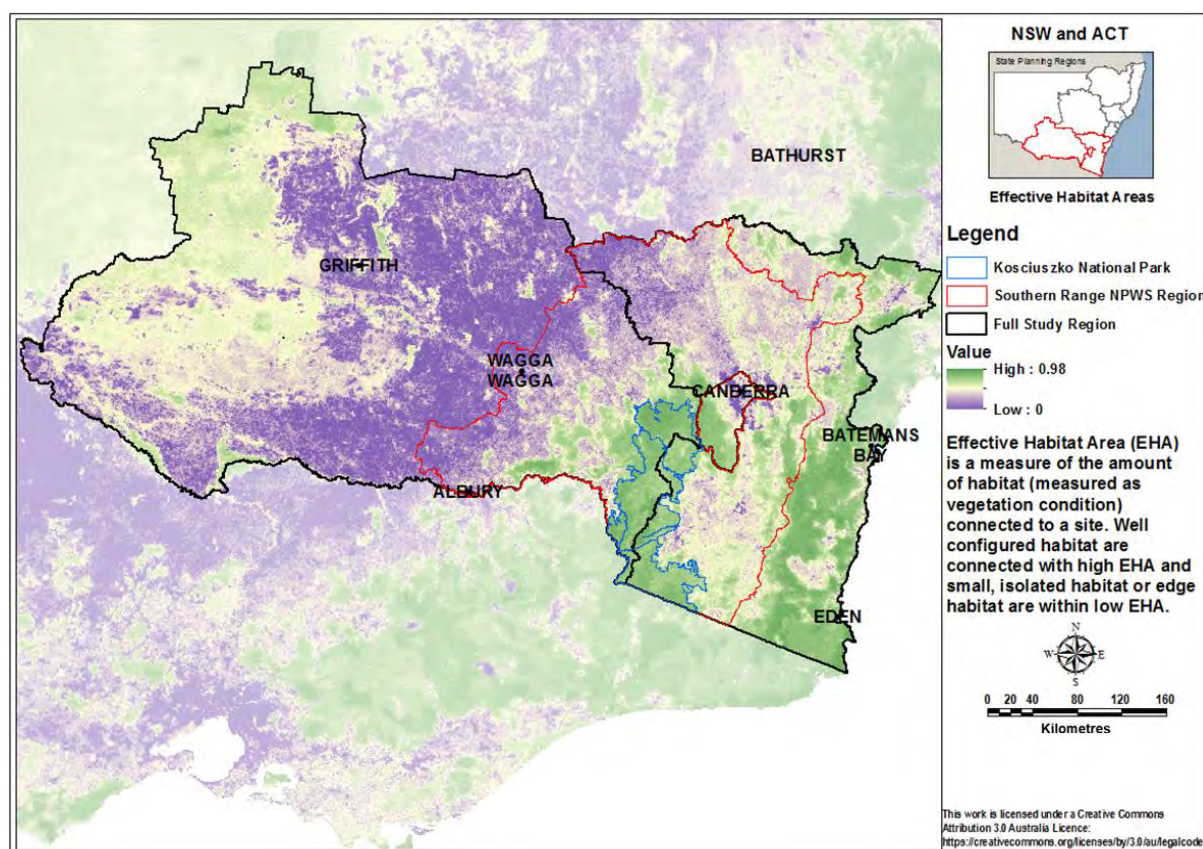 BATHURST
GRIFFITH
WAGGA
WAGGA
CANBERRA
BATEMANS
BAY
ALBURY
EDEN
NSW and ACT
State Planning Regions
Effective Habitat Areas
Legend
Kosciuszko National Park
Southern Range NPWS Region
Full Study Region
Value
High : 0.98
Low : 0
Effective Habitat Area (EHA)
is a measure of the amount
of habitat (measured as
vegetation condition)
connected to a site. Well
configured habitat are
connected with high EHA and
small, isolated habitat or edge
habitat are within low EHA.
N
W E
S
0 20 40 80 120 160
Kilometres
This work is licensed under a Creative Commons
Attribution 3.0 Australia Licence:
https://creativecommons.org/licenses/by/3.0/au/legalcode